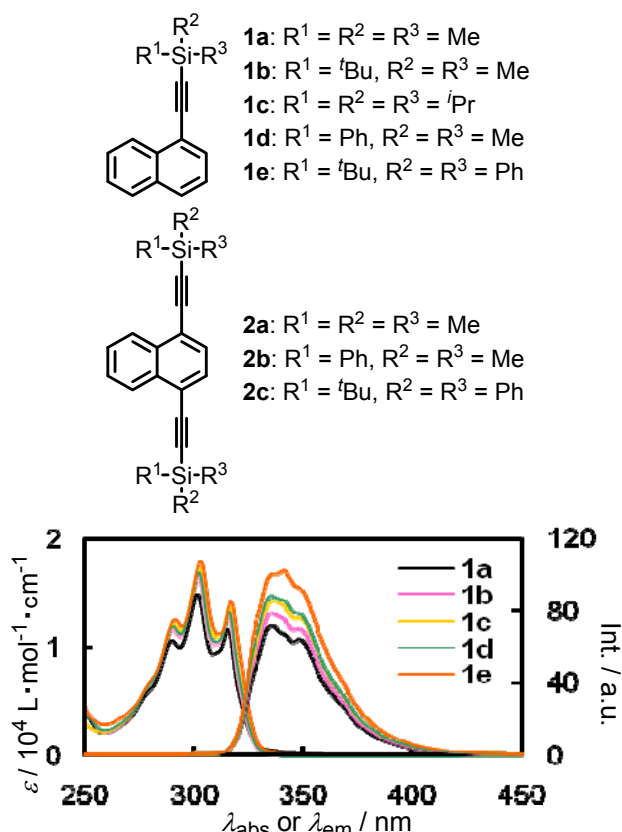 R²
R¹–Si–R³
1a: R¹ = R² = R³ = Me
1b: R¹ = ᵗBu, R² = R³ = Me
1c: R¹ = R² = R³ = ⁱPr
1d: R¹ = Ph, R² = R³ = Me
1e: R¹ = ᵗBu, R² = R³ = Ph
R²
R¹–Si–R³
2a: R¹ = R² = R³ = Me
2b: R¹ = Ph, R² = R³ = Me
2c: R¹ = ᵗBu, R² = R³ = Ph
R¹–Si–R³
R²
ε / 10⁴ L·mol⁻¹·cm⁻¹
2
1
0
1a
1b
1c
1d
1e
120
80
40
0
Int. / a.u.
250 300 350 400 450
λabs or λem / nm